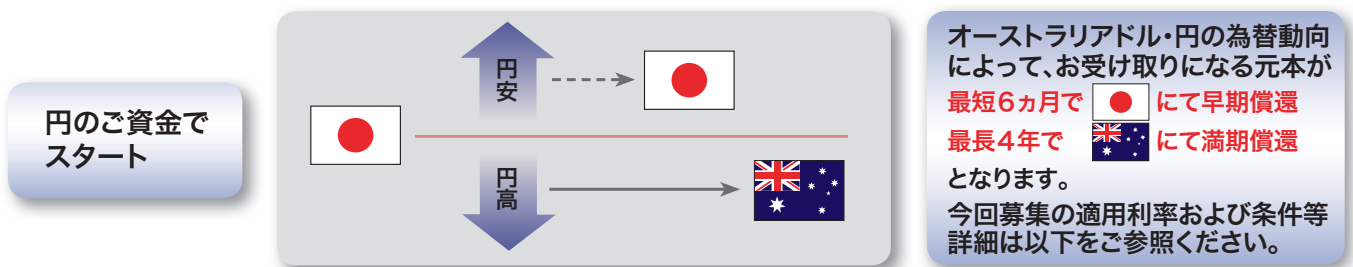 円のご資金で
スタート
円安
円高
オーストラリアドル・円の為替動向
によって、お受け取りになる元本が
最短6ヵ月で にて早期償還
最長4年で にて満期償還
となります。
今回募集の適用利率および条件等
詳細は以下をご参照ください。